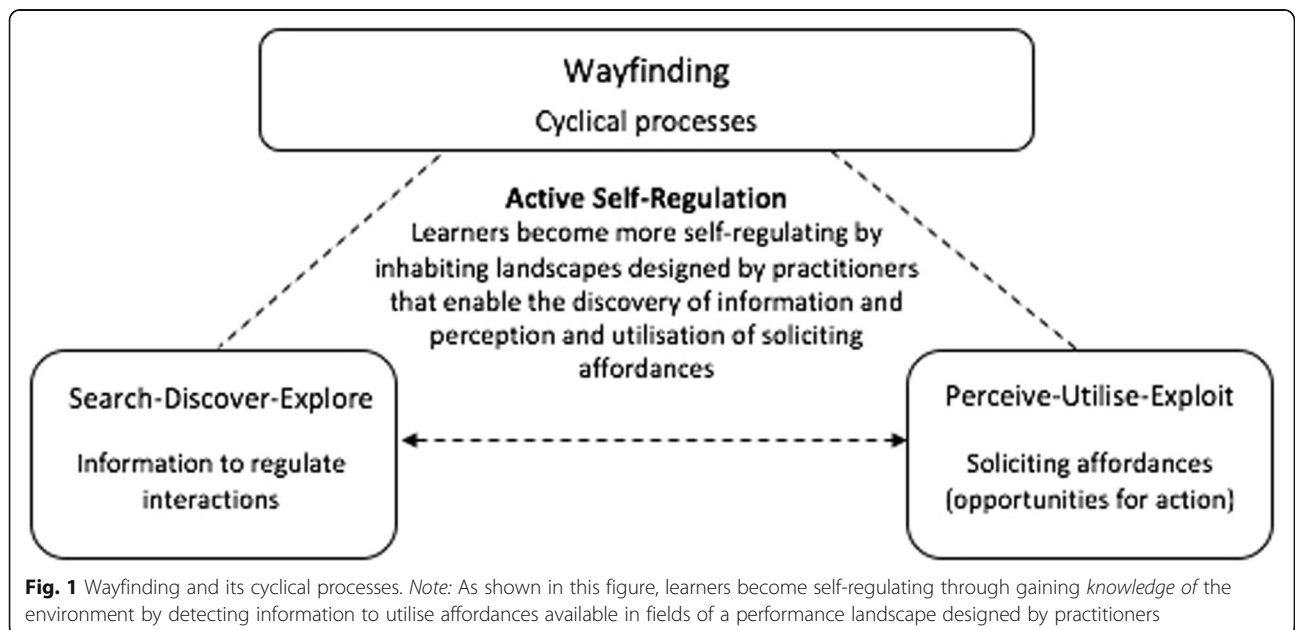 Wayfinding
Cyclical processes
Active Self-Regulation
Learners become more self-regulating by
inhabiting landscapes designed by practitioners
that enable the discovery of information and
perception and utilisation of soliciting
affordances
Search-Discover-Explore
Information to regulate
interactions
Perceive-Utilise-Exploit
Soliciting affordances
(opportunities for action)
Fig. 1 Wayfinding and its cyclical processes. Note: As shown in this figure, learners become self-regulating through gaining knowledge of the
environment by detecting information to utilise affordances available in fields of a performance landscape designed by practitioners